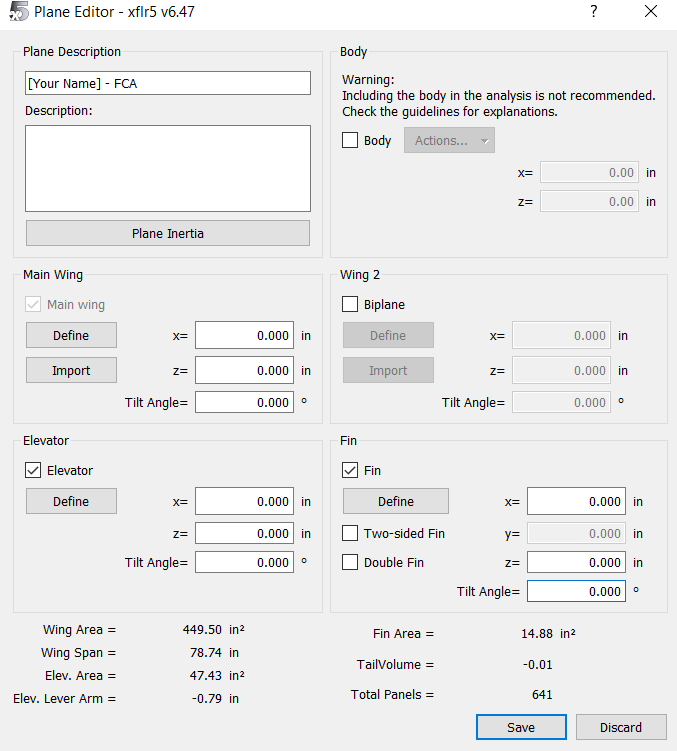 Plane Editor - xflr5 v6.47
Plane Description
[Your Name] - FCA
Description:
Plane Inertia
Body
Warning:
Including the body in the analysis is not recommended.
Check the guidelines for explanations.
Body Actions...
x= 0.00 in
z= 0.00 in
Main Wing
Main wing
Define x= 0.000 in
Import z= 0.000 in
Tilt Angle= 0.000 °
Wing 2
Biplane
Define x= 0.000 in
Import z= 0.000 in
Tilt Angle= 0.000 °
Elevator
Elevator
Define x= 0.000 in
z= 0.000 in
Tilt Angle= 0.000 °
Fin
Fin
Define x= 0.000 in
Two-sided Fin y= 0.000 in
Double Fin z= 0.000 in
Tilt Angle= 0.000 °
Wing Area = 449.50 in²
Wing Span = 78.74 in
Elev. Area = 47.43 in²
Elev. Lever Arm = -0.79 in
Fin Area = 14.88 in²
TailVolume = -0.01
Total Panels = 641
Save Discard